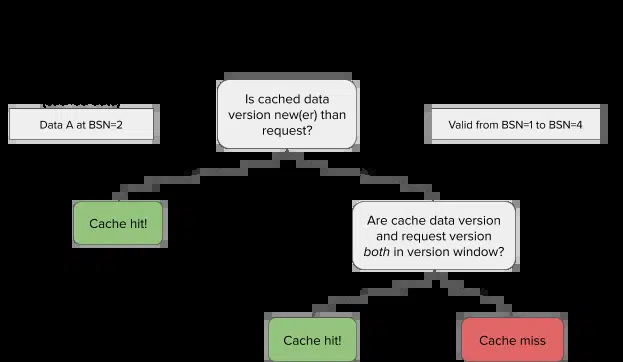 Is cached data
version new(er) than
request?
Data A at BSN=2
Valid from BSN=1 to BSN=4
Cache hit!
Are cache data version
and request version
both in version window?
Cache hit!
Cache miss